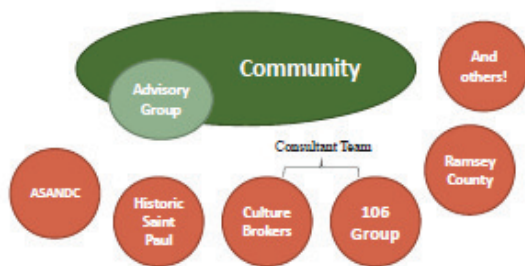 Community
Advisory
Group
And
others!
Consultant Team
Ramsey
County
ASANDC
Historic
Saint
Paul
Culture
Brokers
106
Group